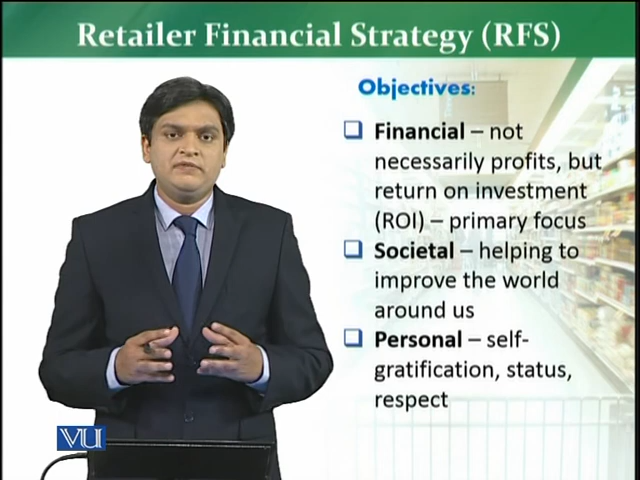 Retailer Financial Strategy (RFS)
Objectives:
Financial – not
necessarily profits, but
return on investment
(ROI) – primary focus
Societal – helping to
improve the world
around us
Personal – self-
gratification, status,
respect
VU